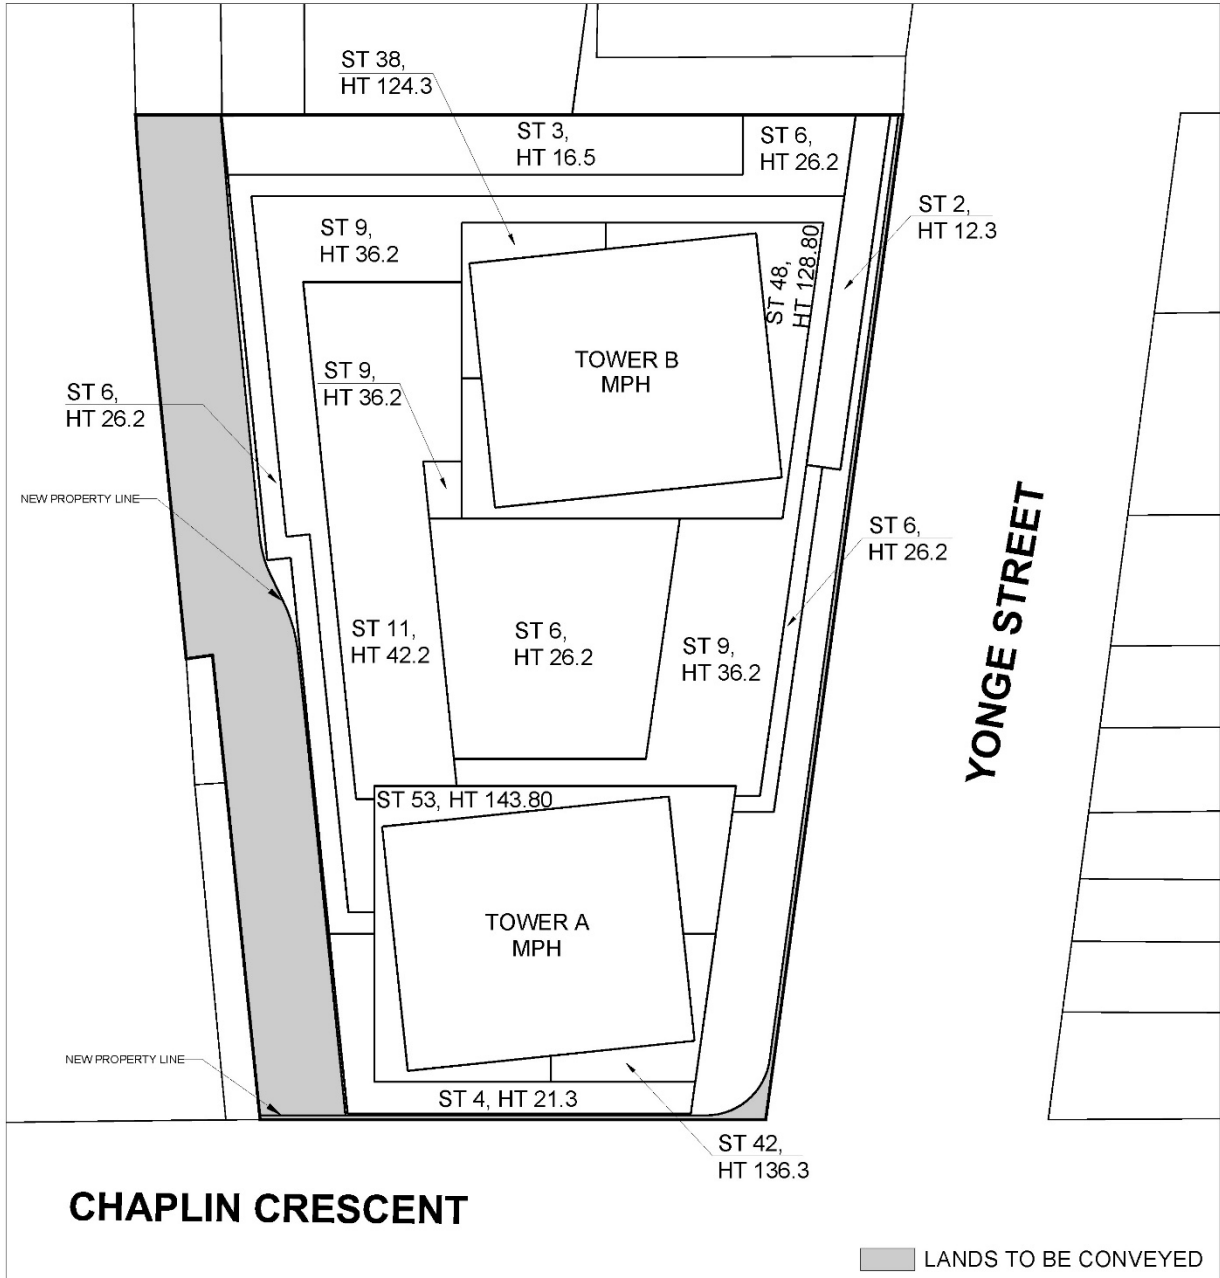 ST 38,
HT 124.3
ST 3,
HT 16.5
ST 6,
HT 26.2
ST 2,
HT 12.3
ST 9,
HT 36.2
ST 48,
HT 128.80
TOWER B
MPH
ST 9,
HT 36.2
ST 6,
HT 26.2
NEW PROPERTY LINE
ST 6,
HT 26.2
YONGE STREET
ST 11,
HT 42.2
ST 6,
HT 26.2
ST 9,
HT 36.2
ST 53, HT 143.80
TOWER A
MPH
NEW PROPERTY LINE
ST 4, HT 21.3
ST 42,
HT 136.3
CHAPLIN CRESCENT
LANDS TO BE CONVEYED